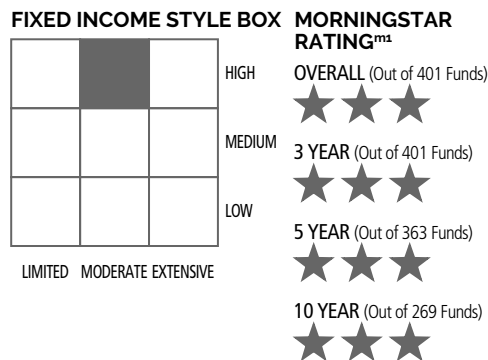 FIXED INCOME STYLE BOX
HIGH
MEDIUM
LOW
LIMITED MODERATE EXTENSIVE
MORNINGSTAR
RATINGᵐ¹
OVERALL (Out of 401 Funds)
3 YEAR (Out of 401 Funds)
5 YEAR (Out of 363 Funds)
10 YEAR (Out of 269 Funds)